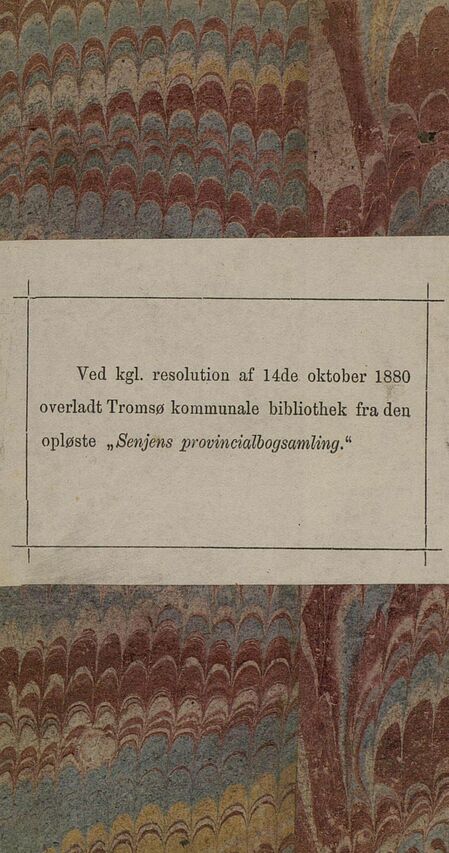 Ved kgl. resolution af 14de oktober 1880
overladt Tromsø kommunale bibliothek fra den
opløste „Senjens provincialbogsamling.“